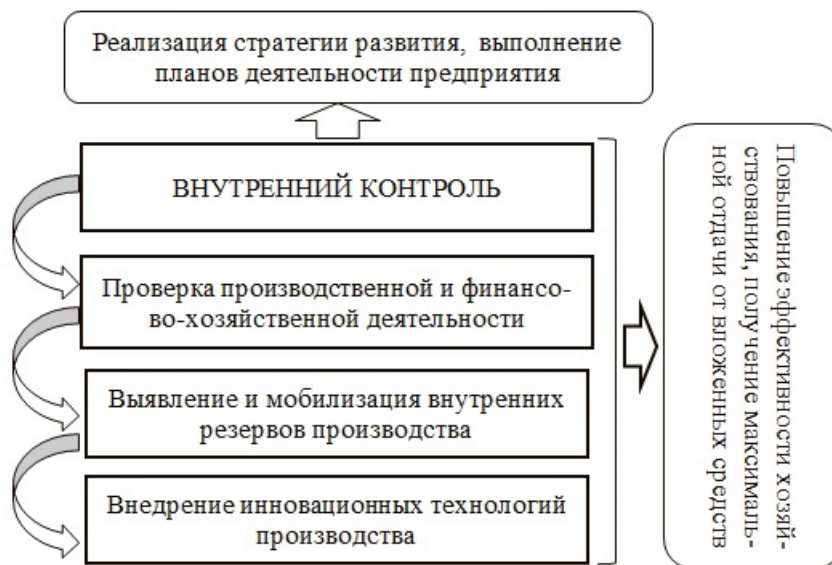 Реализация стратегии развития, выполнение
планов деятельности предприятия
ВНУТРЕННИЙ КОНТРОЛЬ
Проверка производственной и финансо-
во-хозяйственной деятельности
Выявление и мобилизация внутренних
резервов производства
Внедрение инновационных технологий
производства
Повышение эффективности хозяй-
ствования, получение максималь-
ной отдачи от вложенных средств